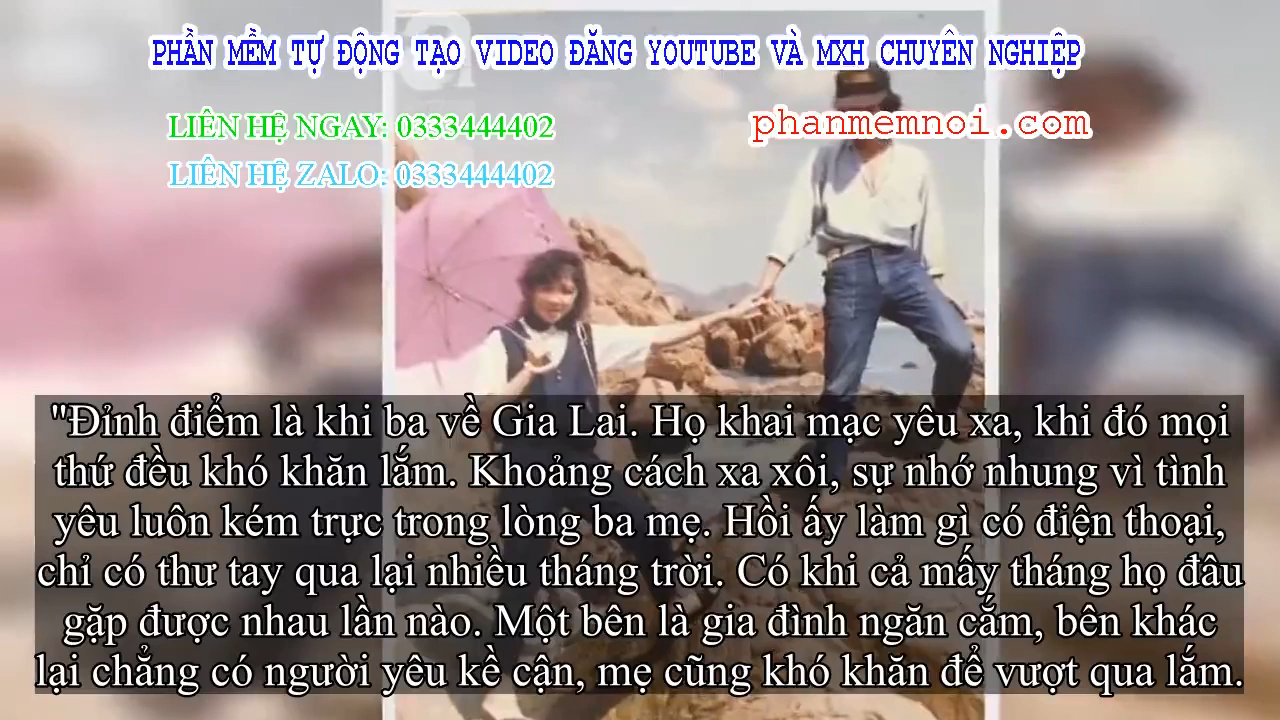 PHẦN MỀM TỰ ĐỘNG TẠO VIDEO ĐĂNG YOUTUBE VÀ MXH CHUYÊN NGHIỆP
LIÊN HỆ NGAY: 0333444402
phanmemnoi.com
LIÊN HỆ ZALO: 0333444402
"Đỉnh điểm là khi ba về Gia Lai. Họ khai mạc yêu xa, khi đó mọi
thứ đều khó khăn lắm. Khoảng cách xa xôi, sự nhớ nhung vì tình
yêu luôn kém trực trong lòng ba mẹ. Hồi ấy làm gì có điện thoại,
chỉ có thư tay qua lại nhiều tháng trời. Có khi cả mấy tháng họ đâu
gặp được nhau lần nào. Một bên là gia đình ngăn cắm, bên khác
lại chẳng có người yêu kề cận, mẹ cũng khó khăn để vượt qua lắm.